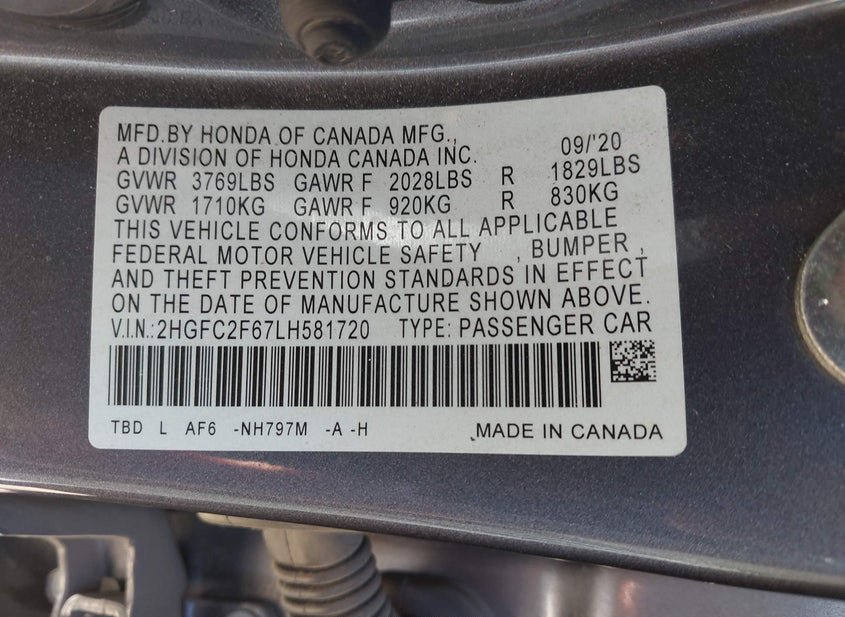 MFD.BY HONDA OF CANADA MFG., 09/'20
A DIVISION OF HONDA CANADA INC.
GVWR 3769LBS GAWR F 2028LBS R 1829LBS
GVWR 1710KG GAWR F 920KG R 830KG
THIS VEHICLE CONFORMS TO ALL APPLICABLE
FEDERAL MOTOR VEHICLE SAFETY , BUMPER ,
AND THEFT PREVENTION STANDARDS IN EFFECT
ON THE DATE OF MANUFACTURE SHOWN ABOVE.
V.I.N.:2HGFC2F67LH581720 TYPE: PASSENGER CAR
TBD L AF6 -NH797M -A -H MADE IN CANADA